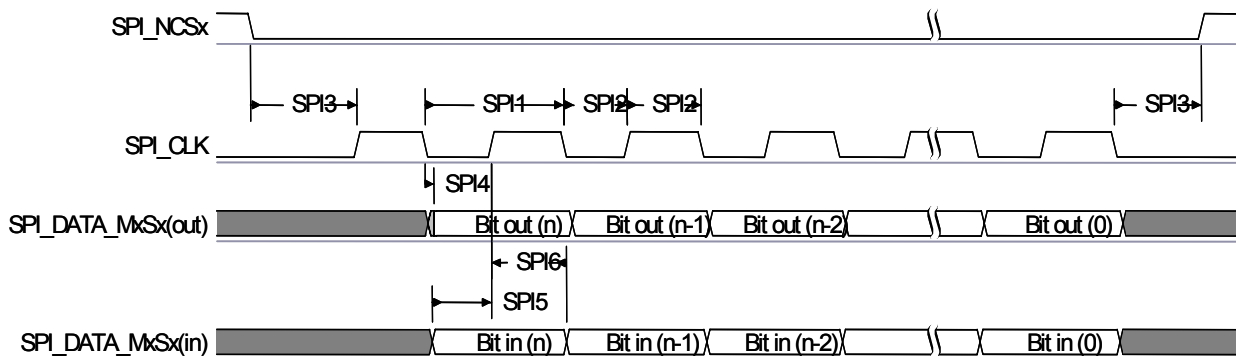 SPI_NCSx
SPI3 SPI1 SPI2 SPI2 SPI3
SPI_CLK
SPI4
SPI_DATA_MxSx(out) Bit out (n) Bit out (n-1) Bit out (n-2) Bit out (0)
SPI6
SPI5
SPI_DATA_MxSx(in) Bit in (n) Bit in (n-1) Bit in (n-2) Bit in (0)